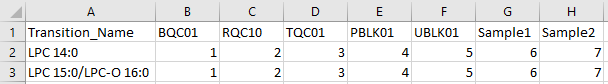 A B C D E F G H
1 Transition_Name BQC01 RQC10 TQC01 PBLK01 UBLK01 Sample1 Sample2
2 LPC 14:0 1 2 3 4 5 6 7
3 LPC 15:0/LPC-O 16:0 1 2 3 4 5 6 7